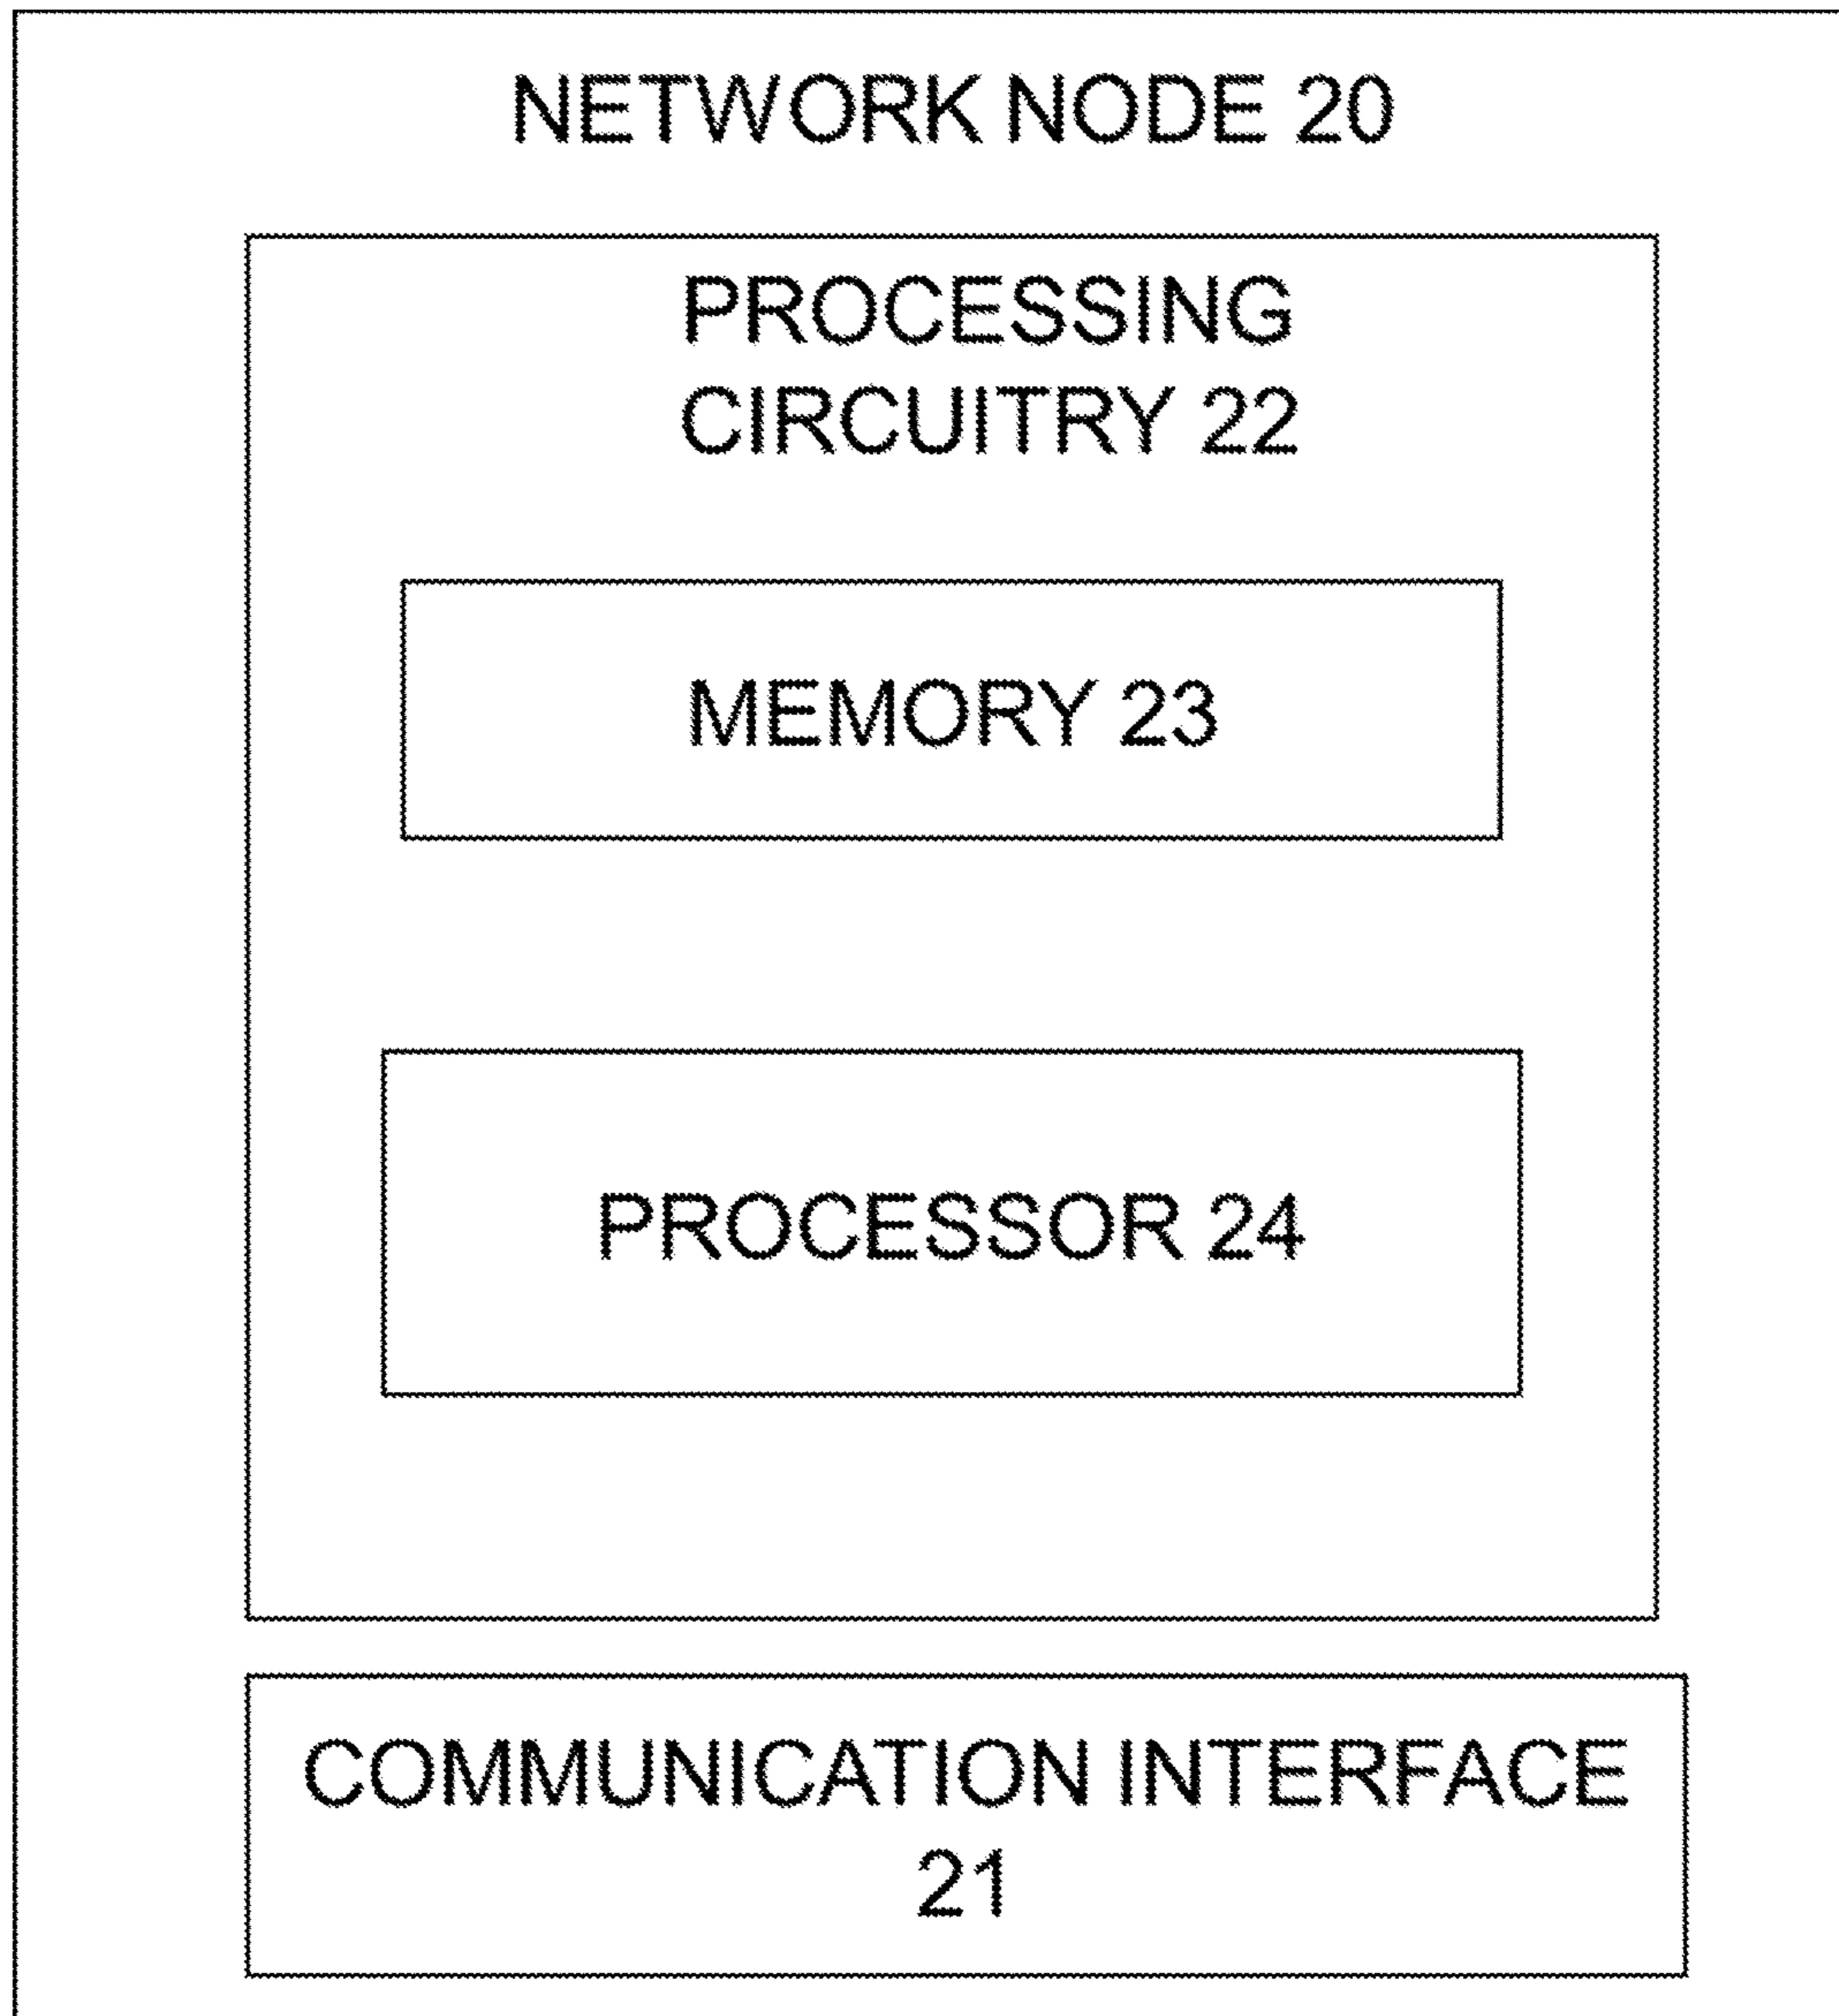 NETWORK NODE 20
PROCESSING
CIRCUITRY 22
MEMORY 23
PROCESSOR 24
COMMUNICATION INTERFACE
21